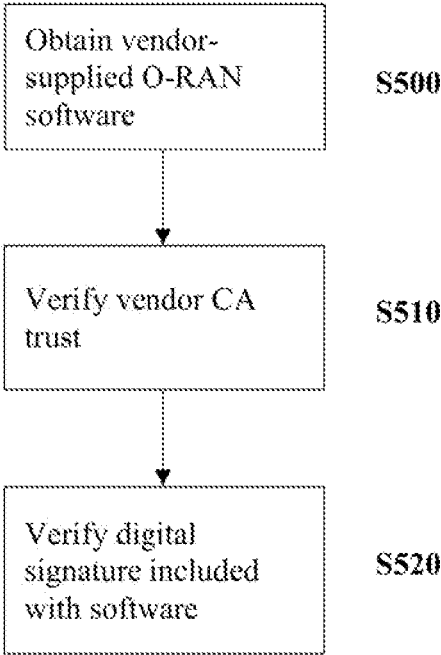 Obtain vendor-
supplied O-RAN
software
S500
Verify vendor CA
trust
S510
Verify digital
signature included
with software
S520